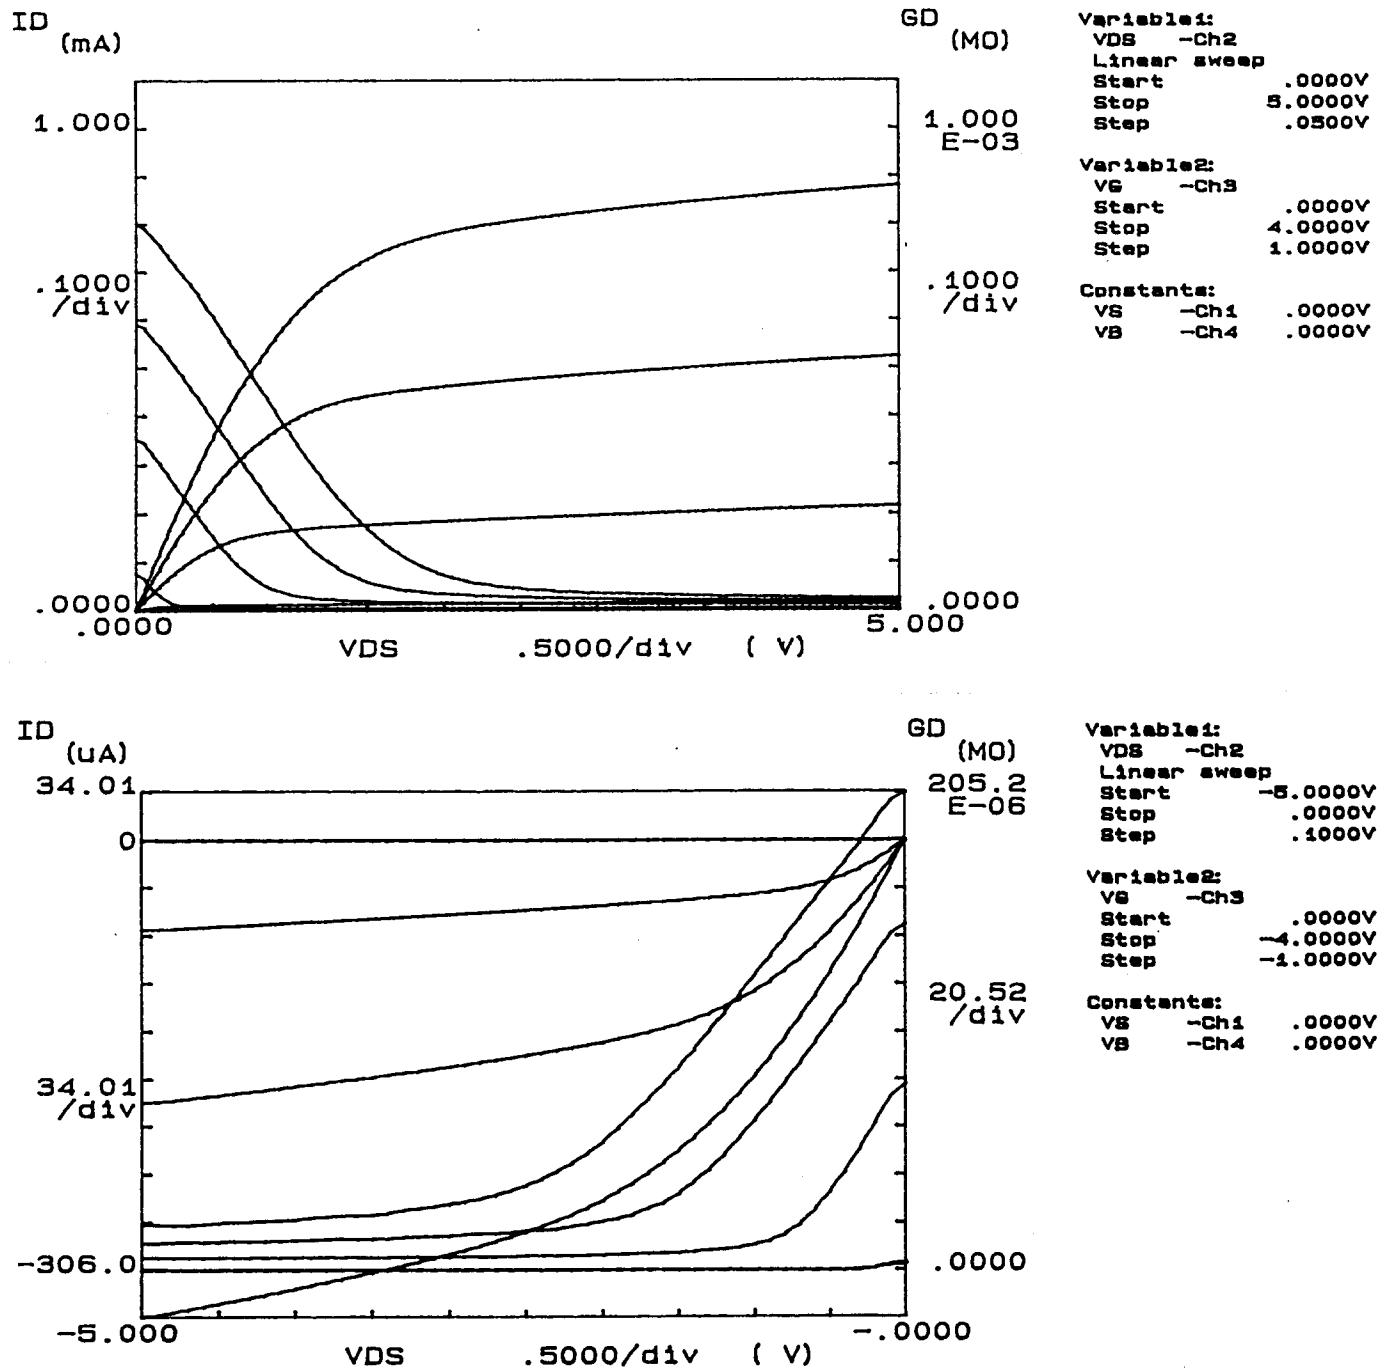 ID
(mA)
GD
(MO)
1.000
1.000
E-03
.1000
/div
.1000
/div
.0000
.0000
.0000
5.000
VDS .5000/div ( V)
Variable1:
VDS -Ch2
Linear sweep
Start .0000V
Stop 5.0000V
Step .0500V
Variable2:
VG -Ch3
Start .0000V
Stop 4.0000V
Step 1.0000V
Constants:
VS -Ch1 .0000V
VB -Ch4 .0000V
ID
(uA)
GD
(MO)
34.01
205.2
E-06
0
20.52
/div
34.01
/div
-306.0
.0000
-5.000
-.0000
VDS .5000/div ( V)
Variable1:
VDS -Ch2
Linear sweep
Start -5.0000V
Stop .0000V
Step .1000V
Variable2:
VG -Ch3
Start .0000V
Stop -4.0000V
Step -1.0000V
Constants:
VS -Ch1 .0000V
VB -Ch4 .0000V